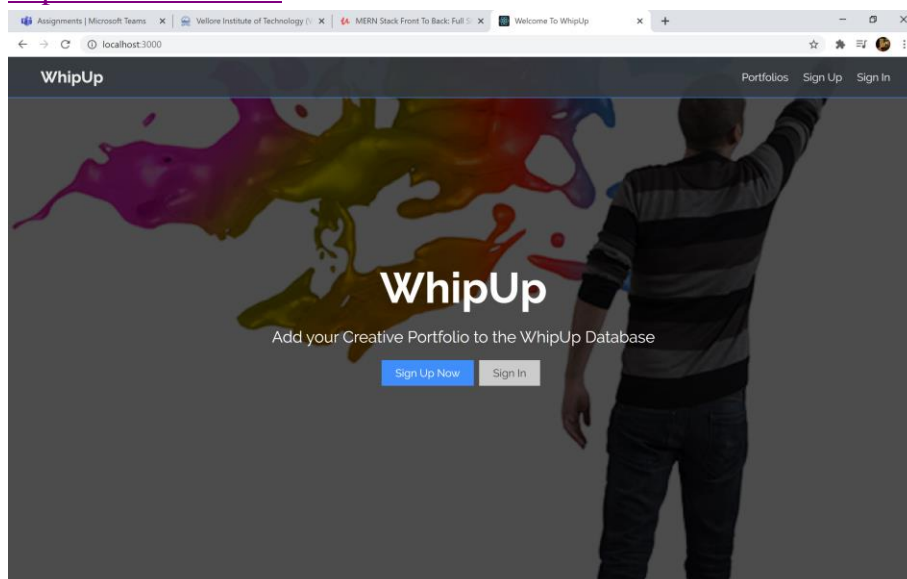 Assignments | Microsoft Teams
Vellore Institute of Technology (V
MERN Stack Front To Back: Full S
Welcome To WhipUp
localhost:3000
WhipUp
Portfolios Sign Up Sign In
WhipUp
Add your Creative Portfolio to the WhipUp Database
Sign Up Now Sign In